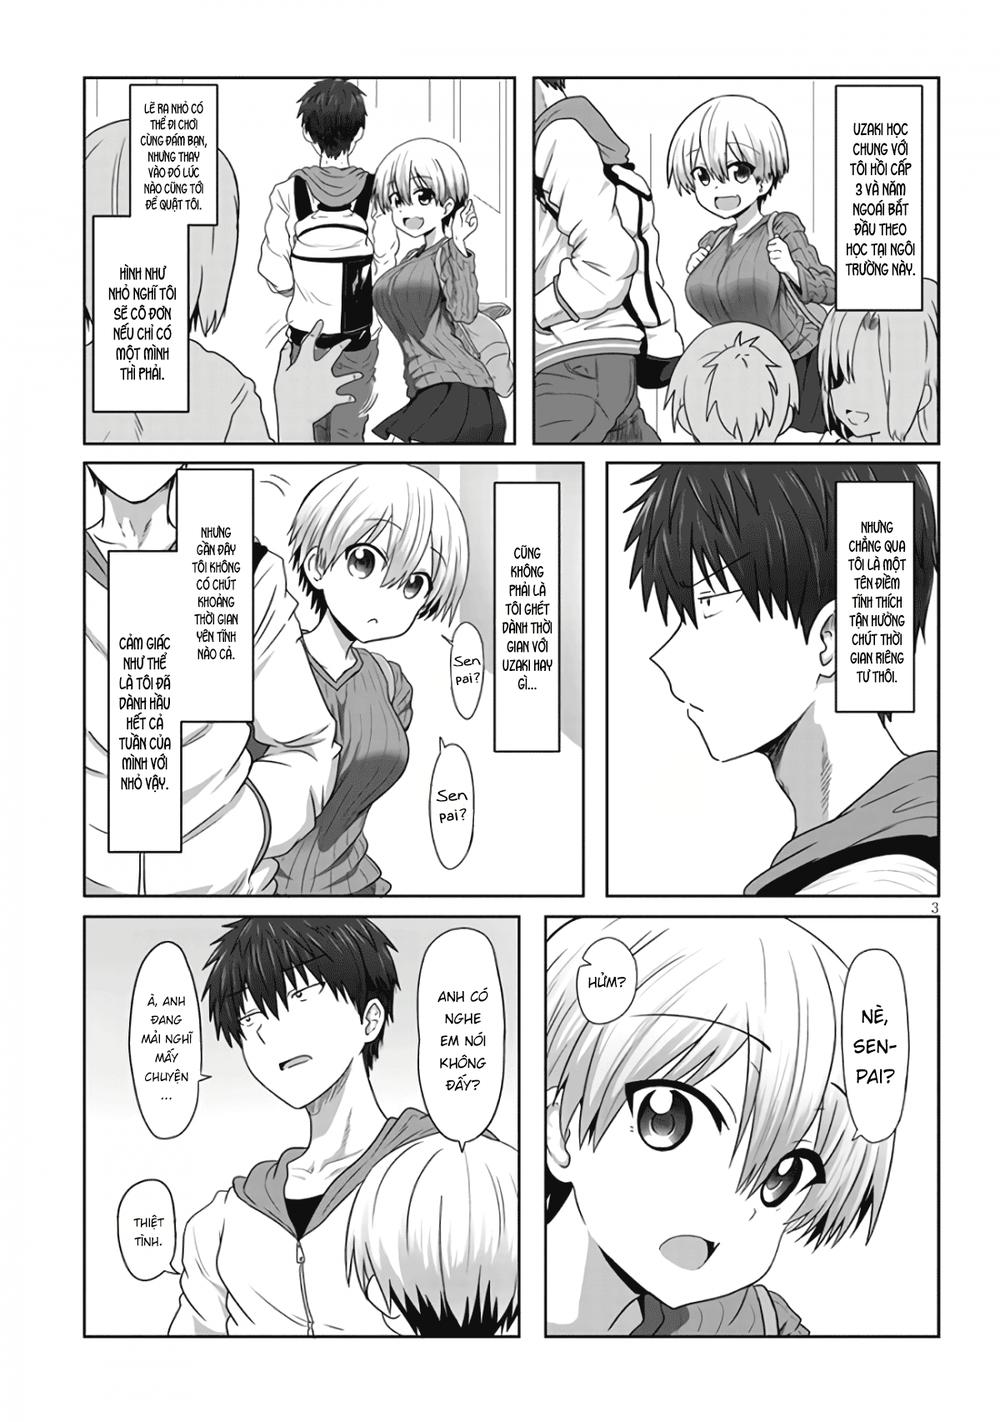 UZAKI HỌC
CHUNG VỚI
TÔI HỒI CẤP
3 VÀ NĂM
NGOÁI BẮT
ĐẦU THEO
HỌC TẠI NGÔI
TRƯỜNG NÀY.
LẼ RA NHỎ CÓ
THỂ ĐI CHƠI
CÙNG ĐÁM BẠN,
NHƯNG THAY
VÀO ĐÓ LÚC
NÀO CŨNG TỚI
ĐỂ QUẬT TÔI.
HÌNH NHƯ
NHỎ NGHĨ TÔI
SẼ CÔ ĐƠN
NẾU CHỈ CÓ
MỘT MÌNH
THÌ PHẢI.
NHƯNG
CHẲNG QUA
TÔI LÀ MỘT
TÊN ĐIỀM
TĨNH THÍCH
TẬN HƯỞNG
CHÚT THỜI
GIAN RIÊNG
TƯ THÔI.
CŨNG
KHÔNG
PHẢI LÀ
TÔI GHÉT
DÀNH THỜI
GIAN VỚI
UZAKI HAY
GÌ...
Sen
pai?
Sen
pai?
NHƯNG
GẦN ĐÂY
TÔI KHÔNG
CÓ CHÚT
KHOẢNG
THỜI GIAN
YÊN TĨNH
NÀO CẢ.
CẢM GIÁC
NHƯ THỂ
LÀ TÔI ĐÃ
DÀNH HẦU
HẾT CẢ
TUẦN CỦA
MÌNH VỚI
NHỎ VẬY.
3
NÈ,
SEN-
PAI?
HỬM?
ANH CÓ
NGHE
EM NÓI
KHÔNG
ĐẤY?
À, ANH
ĐANG
MẢI NGHĨ
MẤY
CHUYỆN
...
THIỆT
TÌNH.